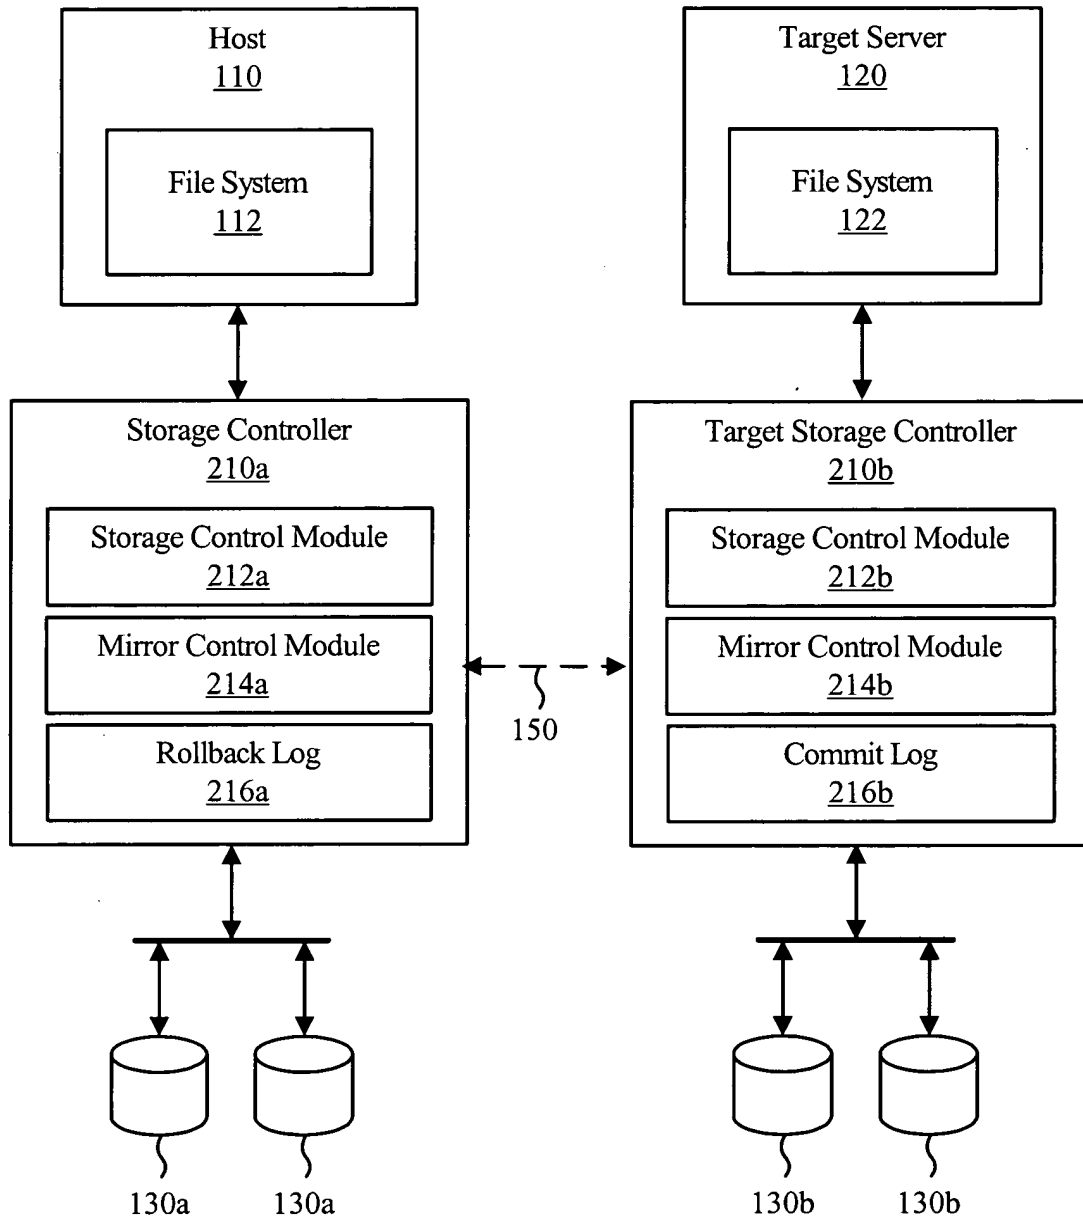 Host
110
File System
112
Target Server
120
File System
122
Storage Controller
210a
Storage Control Module
212a
Mirror Control Module
214a
Rollback Log
216a
150
Target Storage Controller
210b
Storage Control Module
212b
Mirror Control Module
214b
Commit Log
216b
130a
130a
130b
130b